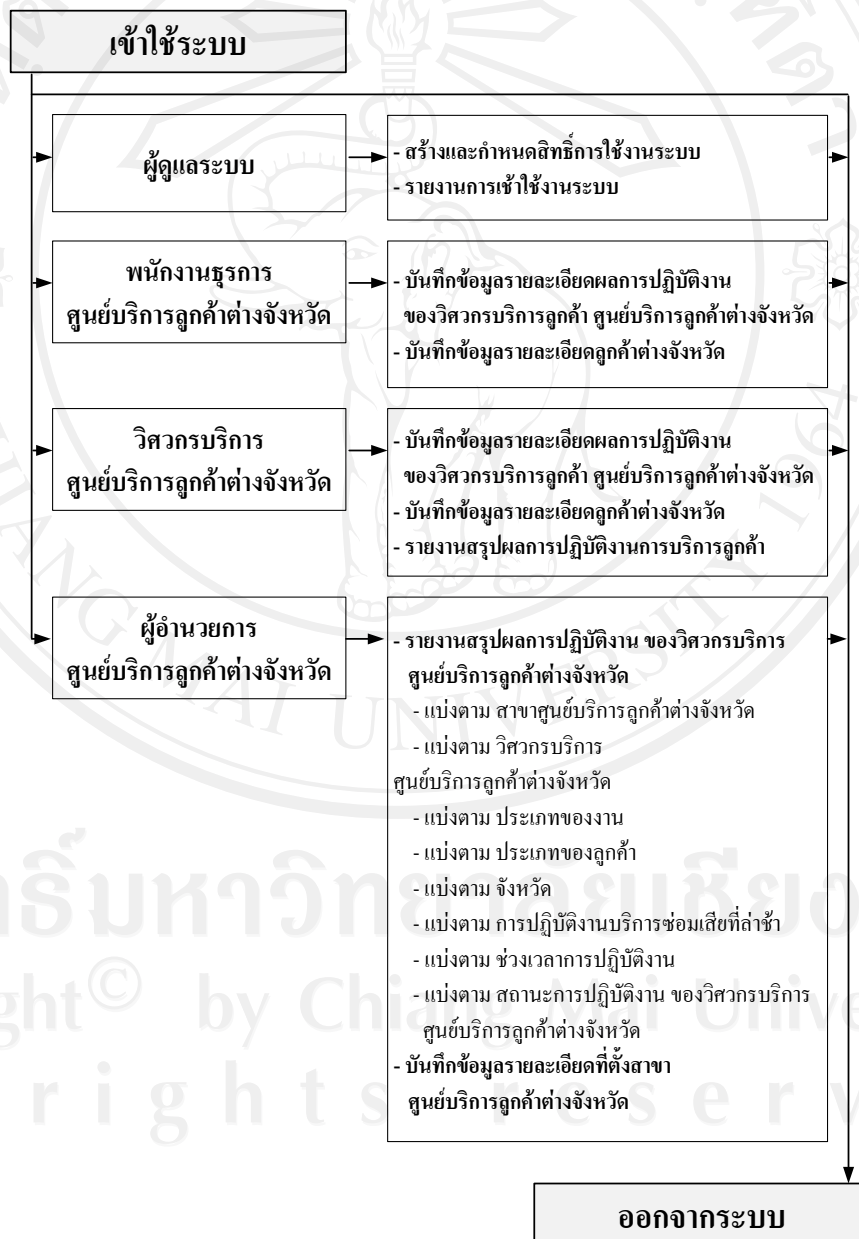 เข้าใช้ระบบ
ผู้ดูแลระบบ
- สร้างและกำหนดสิทธิ์การใช้งานระบบ
- รายงานการเช้าใช้งานระบบ
พนักงานธุรการ
ศูนย์บริการลูกค้าต่างจังหวัด
- บันทึกข้อมูลรายละเอียดผลการปฏิบัติงาน
ของวิศวกรบริการลูกค้า ศูนย์บริการลูกค้าต่างจังหวัด
- บันทึกข้อมูลรายละเอียดลูกค้าต่างจังหวัด
วิศวกรบริการ
ศูนย์บริการลูกค้าต่างจังหวัด
- บันทึกข้อมูลรายละเอียดผลการปฏิบัติงาน
ของวิศวกรบริการลูกค้า ศูนย์บริการลูกค้าต่างจังหวัด
- บันทึกข้อมูลรายละเอียดลูกค้าต่างจังหวัด
- รายงานสรุปผลการปฏิบัติงานการบริการลูกค้า
ผู้อำนวยการ
ศูนย์บริการลูกค้าต่างจังหวัด
- รายงานสรุปผลการปฏิบัติงาน ของวิศวกรบริการ
ศูนย์บริการลูกค้าต่างจังหวัด
- แบ่งตาม สาขาศูนย์บริการลูกค้าต่างจังหวัด
- แบ่งตาม วิศวกรบริการ
ศูนย์บริการลูกค้าต่างจังหวัด
- แบ่งตาม ประเภทของงาน
- แบ่งตาม ประเภทของลูกค้า
- แบ่งตาม จังหวัด
- แบ่งตาม การปฏิบัติงานบริการซ่อมเสียที่ล่าช้า
- แบ่งตาม ช่วงเวลาการปฏิบัติงาน
- แบ่งตาม สถานะการปฏิบัติงาน ของวิศวกรบริการ
ศูนย์บริการลูกค้าต่างจังหวัด
- บันทึกข้อมูลรายละเอียดที่ตั้งสาขา
ศูนย์บริการลูกค้าต่างจังหวัด
ออกจากระบบ